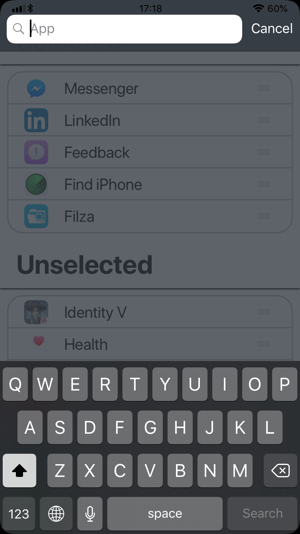 17:18
60%
App
Cancel
Messenger
LinkedIn
Feedback
Find iPhone
Filza
Unselected
Identity V
Health
Q W E R T Y U I O P
A S D F G H J K L
Z X C V B N M
123 space Search